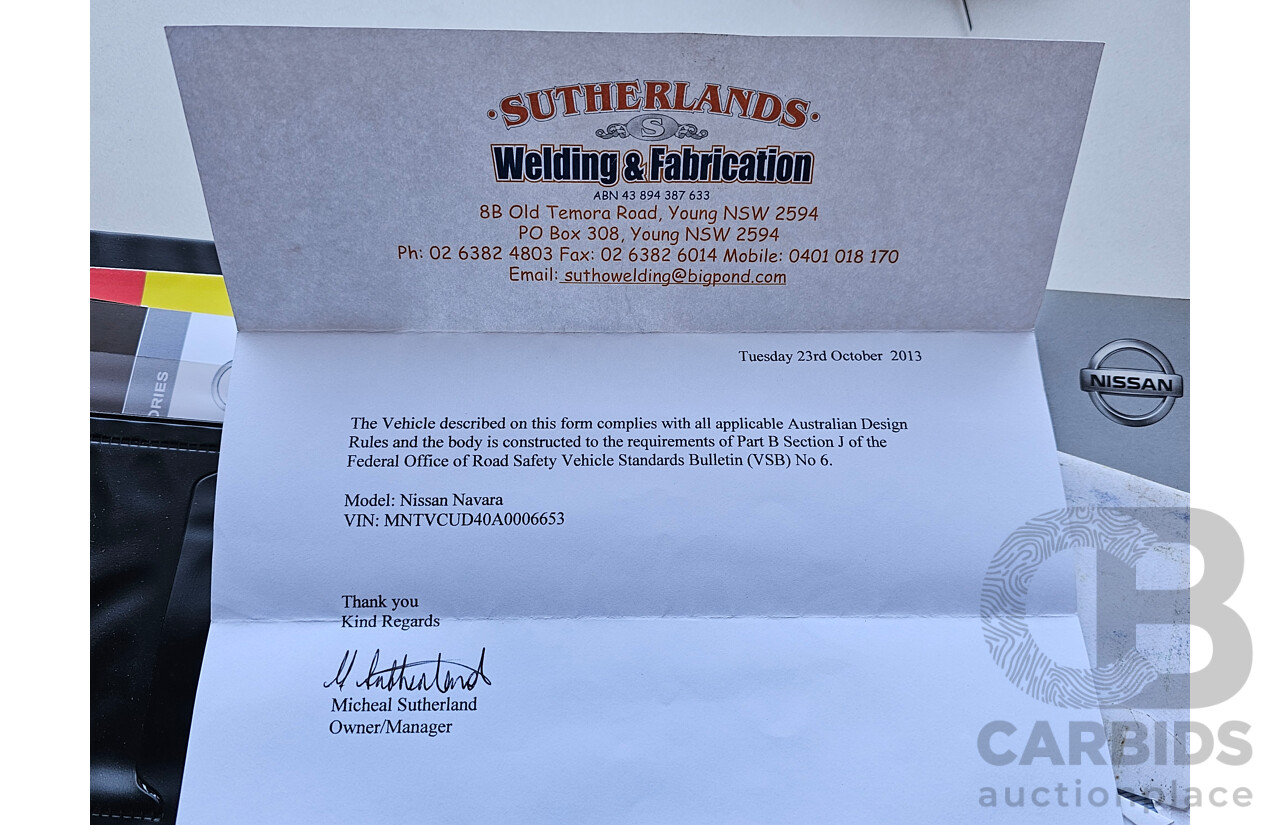 ·SUTHERLANDS·
S
Welding & Fabrication
ABN 43 894 387 633
8B Old Temora Road, Young NSW 2594
PO Box 308, Young NSW 2594
Ph: 02 6382 4803 Fax: 02 6382 6014 Mobile: 0401 018 170
Email: suthowelding@bigpond.com
Tuesday 23rd October 2013
NISSAN
RIES
The Vehicle described on this form complies with all applicable Australian Design
Rules and the body is constructed to the requirements of Part B Section J of the
Federal Office of Road Safety Vehicle Standards Bulletin (VSB) No 6.
Model: Nissan Navara
VIN: MNTVCUD40A0006653
Thank you
Kind Regards
M Sutherland
Micheal Sutherland
Owner/Manager
CB
CARBIDS
auctionplace